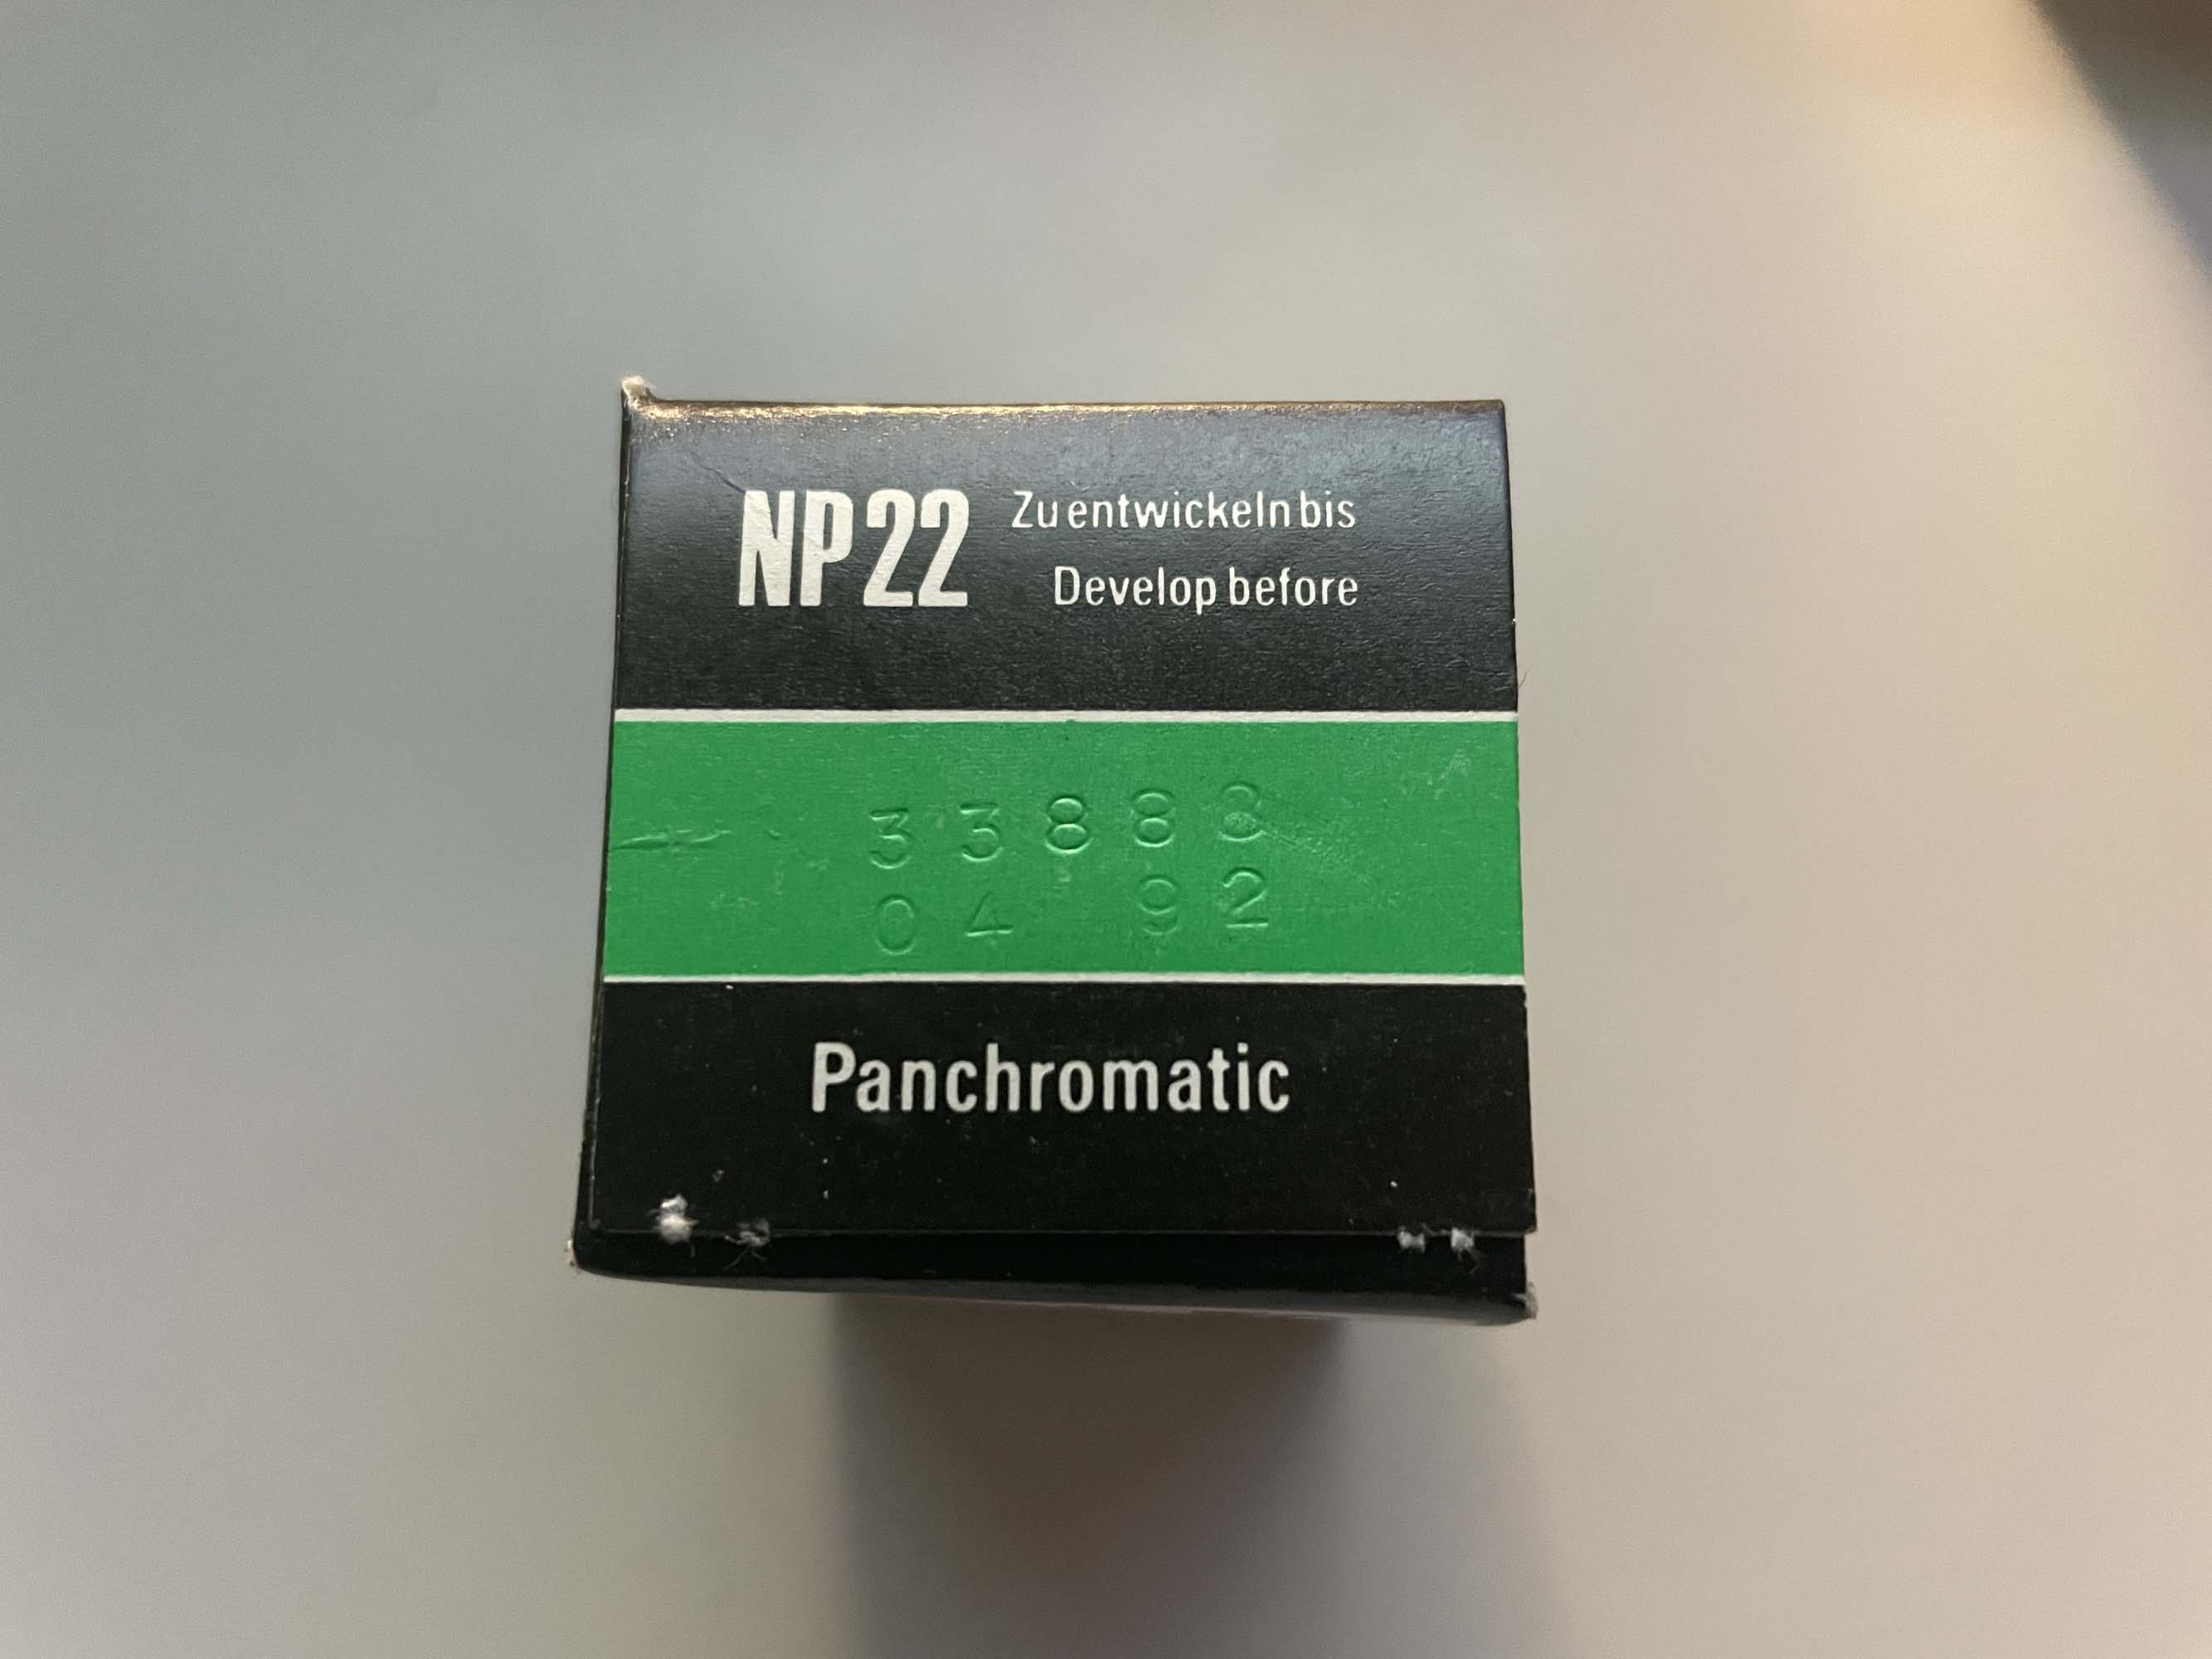 NP22 Zu entwickeln bis
Develop before
33888
04 92
Panchromatic